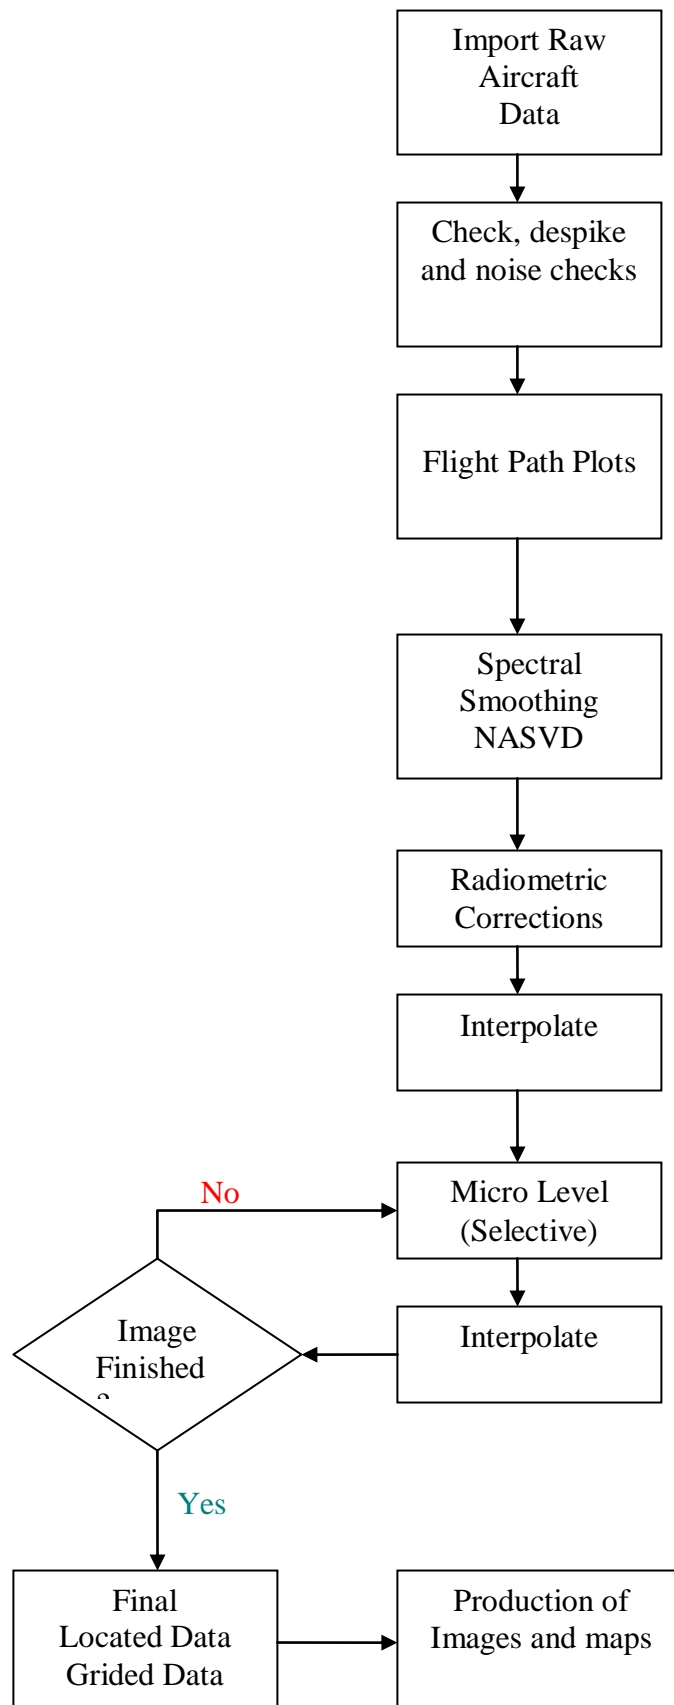 Import Raw
Aircraft
Data
Check, despike
and noise checks
Flight Path Plots
Spectral
Smoothing
NASVD
Radiometric
Corrections
Interpolate
No
Micro Level
(Selective)
Image
Finished
Interpolate
Yes
Final
Located Data
Grided Data
Production of
Images and maps